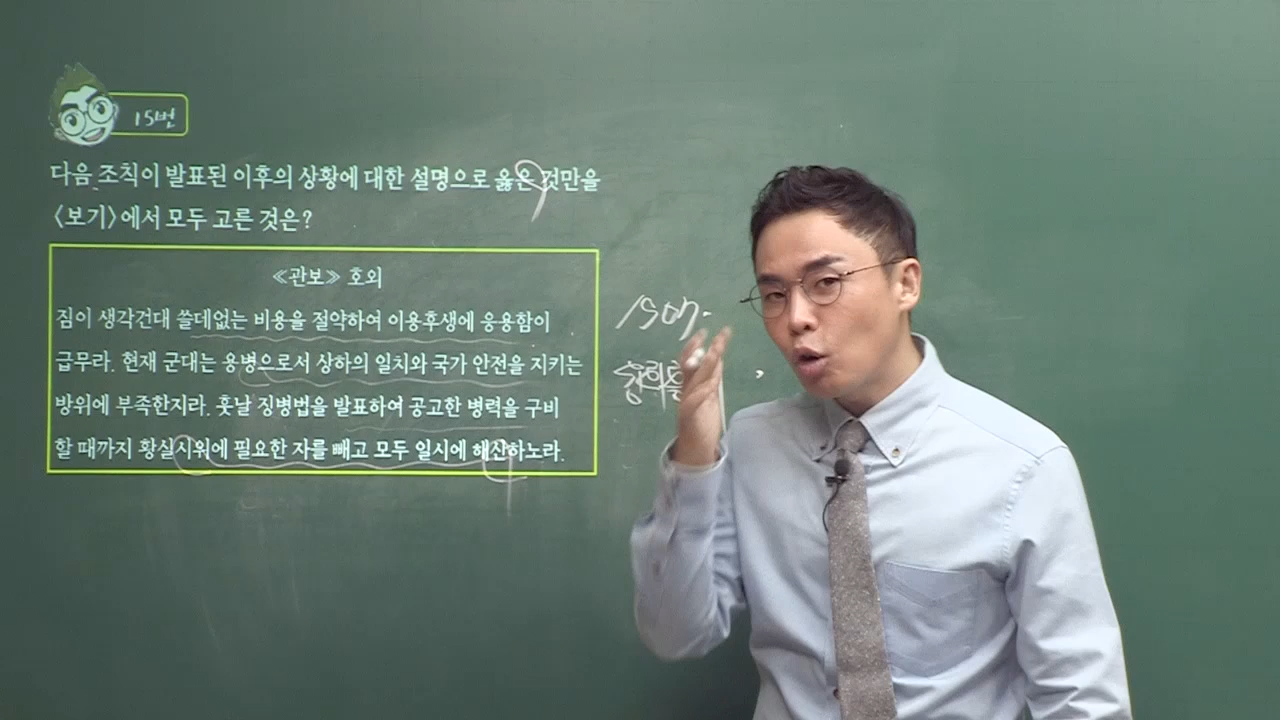 15번
다음 조칙이 발표된 이후의 상황에 대한 설명으로 옳은 것만을
〈보기〉에서 모두 고른 것은?
≪관보≫ 호외
짐이 생각건대 쓸데없는 비용을 절약하여 이용후생에 응용함이
급무라. 현재 군대는 용병으로서 상하의 일치와 국가 안전을 지키는
방위에 부족한지라. 훗날 징병법을 발표하여 공고한 병력을 구비
할 때까지 황실시위에 필요한 자를 빼고 모두 일시에 해산하노라.